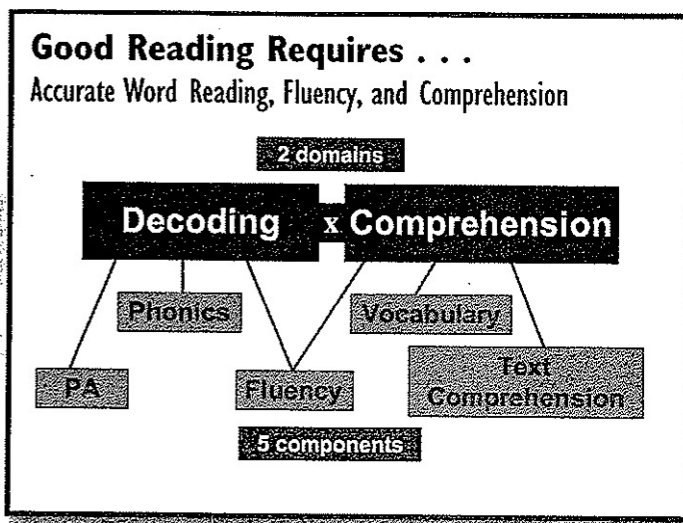 Good Reading Requires . . .
Accurate Word Reading, Fluency, and Comprehension
2 domains
Decoding x Comprehension
Phonics
Vocabulary
PA
Fluency
Text
Comprehension
5 components